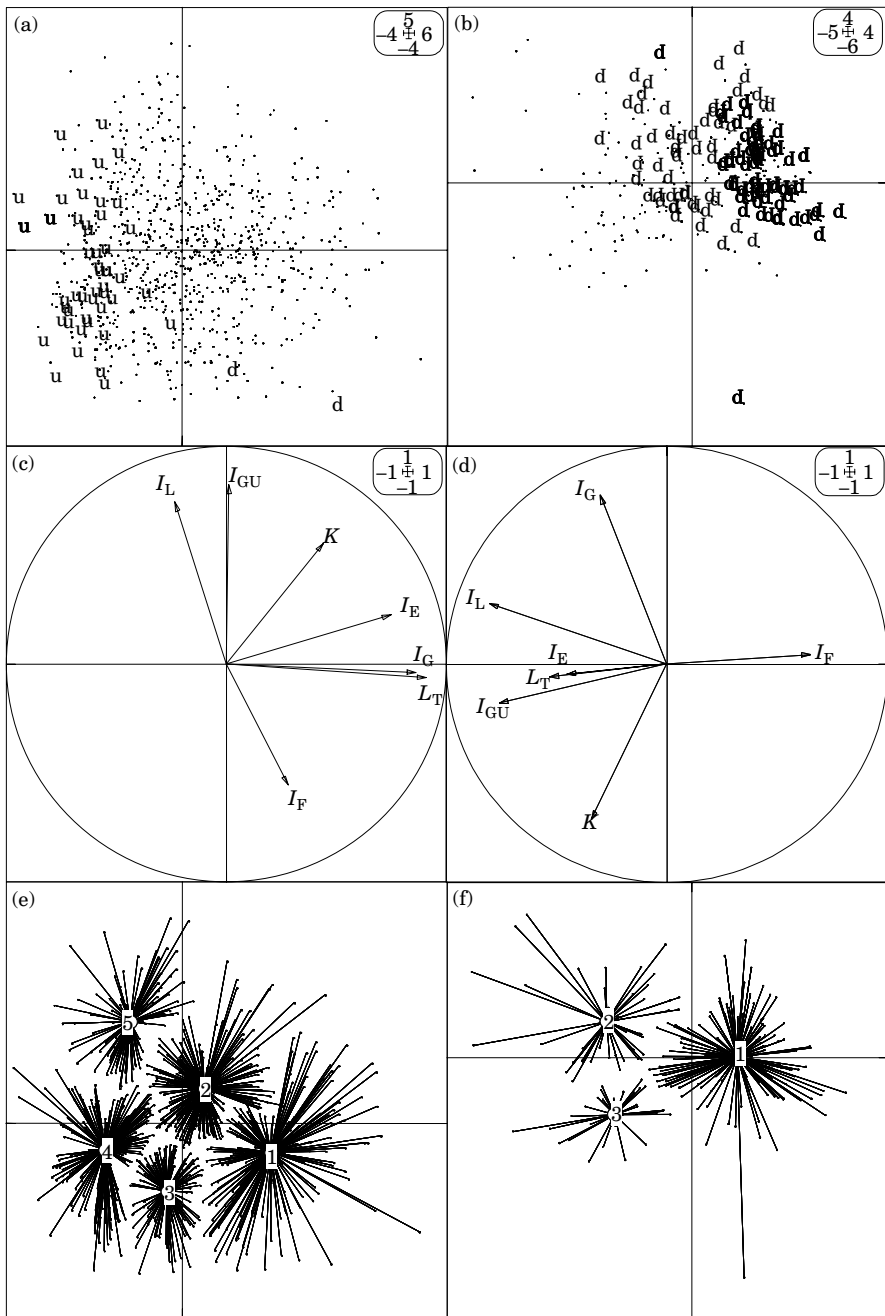 (a)
5
−4 6
−4
u u u u u u u u u u u u u u u u u u u u u u u u u u u u u u u u u u u u u
d
d
(b)
4
−5 4
−6
d d d d d d d d d d d d d d d d d d d d d d d d d d d d d d d d d d d d
d
(c)
1
−1 1
−1
I_L
I_GU
K
I_E
I_G
L_T
I_F
(d)
1
−1 1
−1
I_G
I_L
I_E
I_F
L_T
I_GU
K
(e)
5
2
4
1
3
(f)
2
1
3